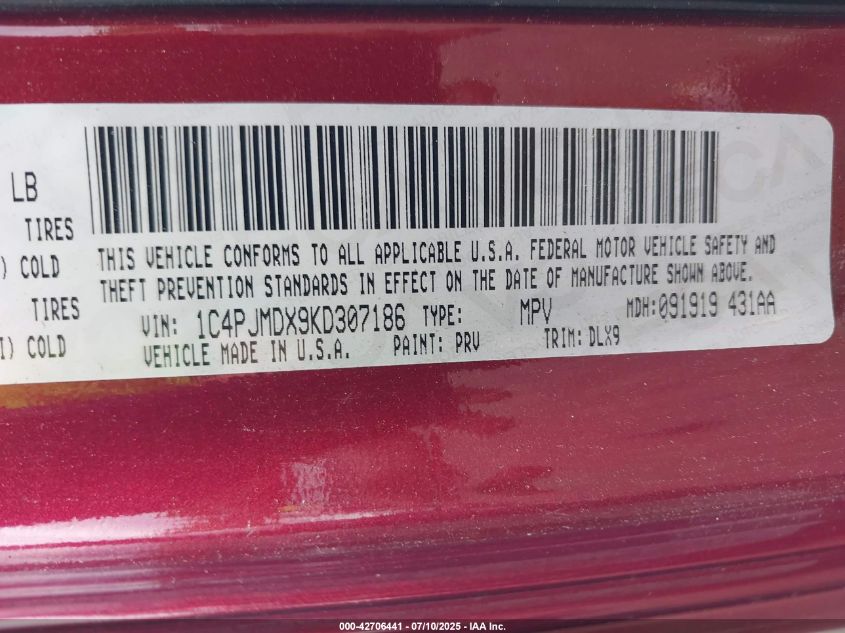 LB
TIRES
) COLD
TIRES
I) COLD
THIS VEHICLE CONFORMS TO ALL APPLICABLE U.S.A. FEDERAL MOTOR VEHICLE SAFETY AND
THEFT PREVENTION STANDARDS IN EFFECT ON THE DATE OF MANUFACTURE SHOWN ABOVE.
VIN: 1C4PJMDX9KD307186 TYPE: MPV MDH:091919 431AA
VEHICLE MADE IN U.S.A. PAINT: PRV TRIM: DLX9
000-42706441 - 07/10/2025 - IAA Inc.